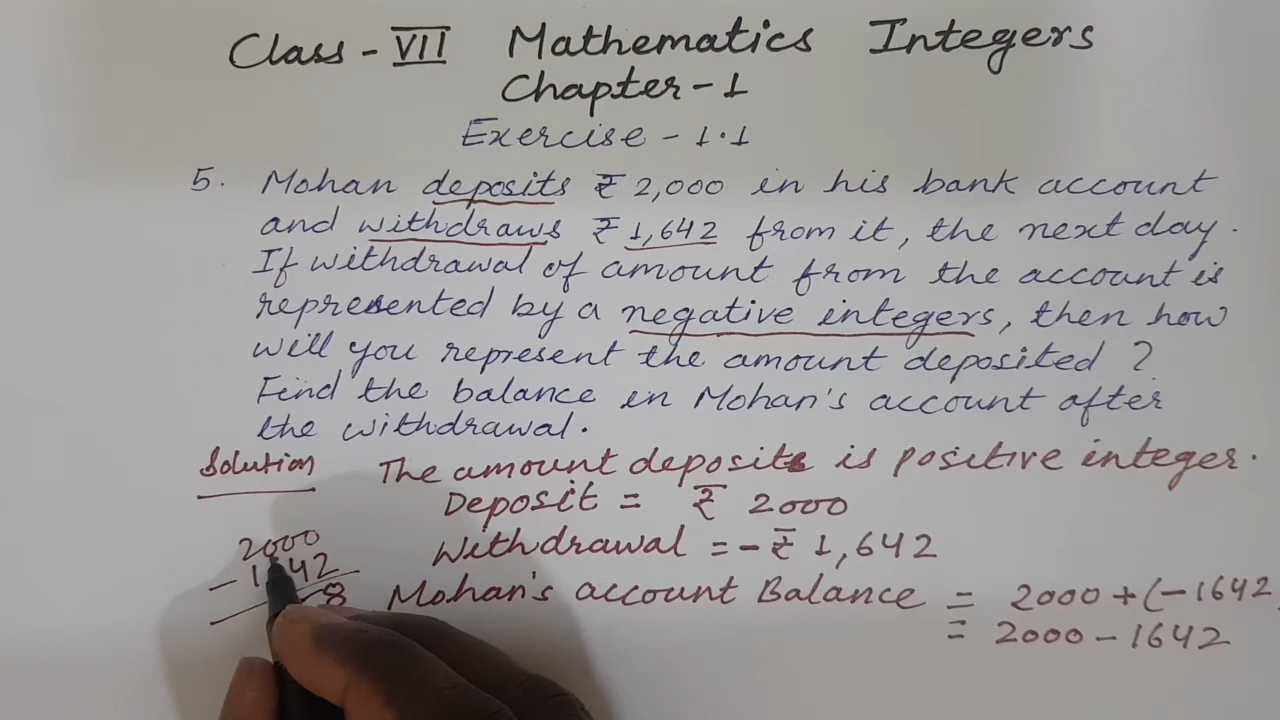 Class - VII Mathematics Integers
Chapter - 1
Exercise - 1.1
5. Mohan deposits ₹ 2,000 in his bank account
and withdraws ₹ 1,642 from it, the next day.
If withdrawal of amount from the account is
represented by a negative integers, then how
will you represent the amount deposited ?
Find the balance in Mohan's account after
the withdrawal.
Solution The amount deposit is positive integer.
Deposit = ₹ 2000
Withdrawal = - ₹ 1,642
Mohan's account Balance = 2000 + (- 1642
= 2000 - 1642
2000
- 1642
8